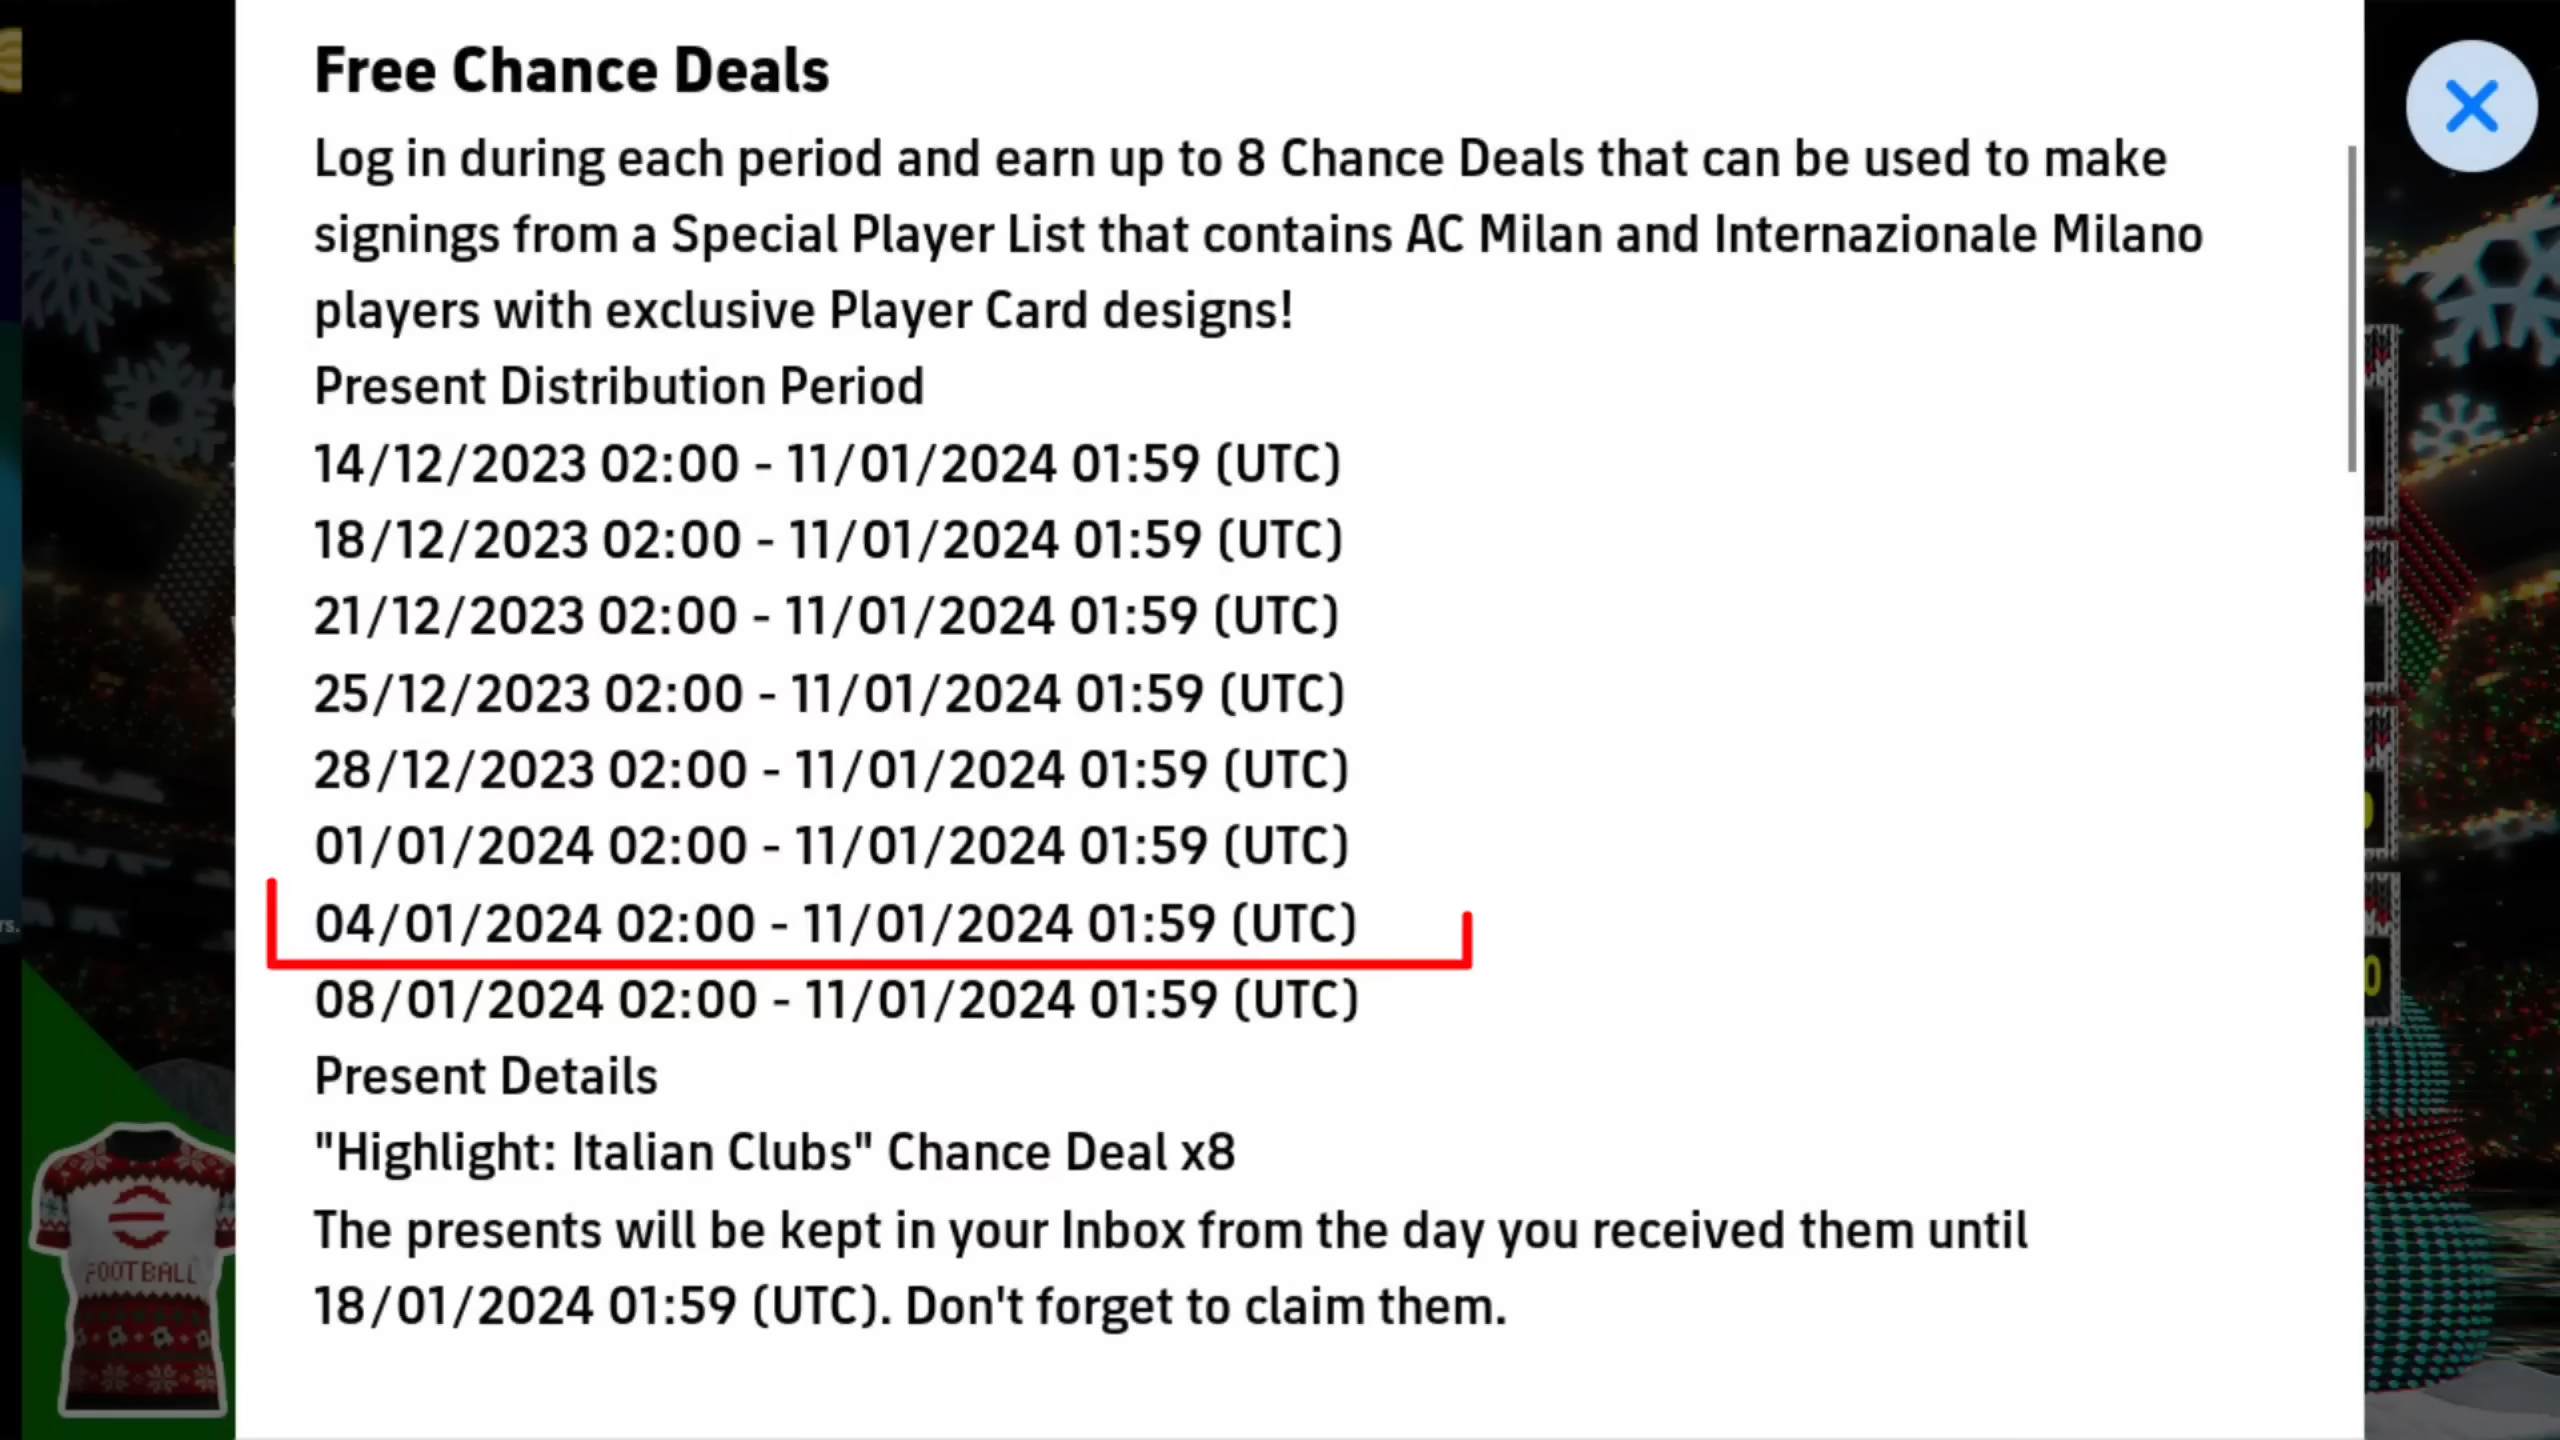 Free Chance Deals
Log in during each period and earn up to 8 Chance Deals that can be used to make
signings from a Special Player List that contains AC Milan and Internazionale Milano
players with exclusive Player Card designs!
Present Distribution Period
14/12/2023 02:00 - 11/01/2024 01:59 (UTC)
18/12/2023 02:00 - 11/01/2024 01:59 (UTC)
21/12/2023 02:00 - 11/01/2024 01:59 (UTC)
25/12/2023 02:00 - 11/01/2024 01:59 (UTC)
28/12/2023 02:00 - 11/01/2024 01:59 (UTC)
01/01/2024 02:00 - 11/01/2024 01:59 (UTC)
04/01/2024 02:00 - 11/01/2024 01:59 (UTC)
rs.
08/01/2024 02:00 - 11/01/2024 01:59 (UTC)
Present Details
"Highlight: Italian Clubs" Chance Deal x8
The presents will be kept in your Inbox from the day you received them until
18/01/2024 01:59 (UTC). Don't forget to claim them.
FOOTBALL